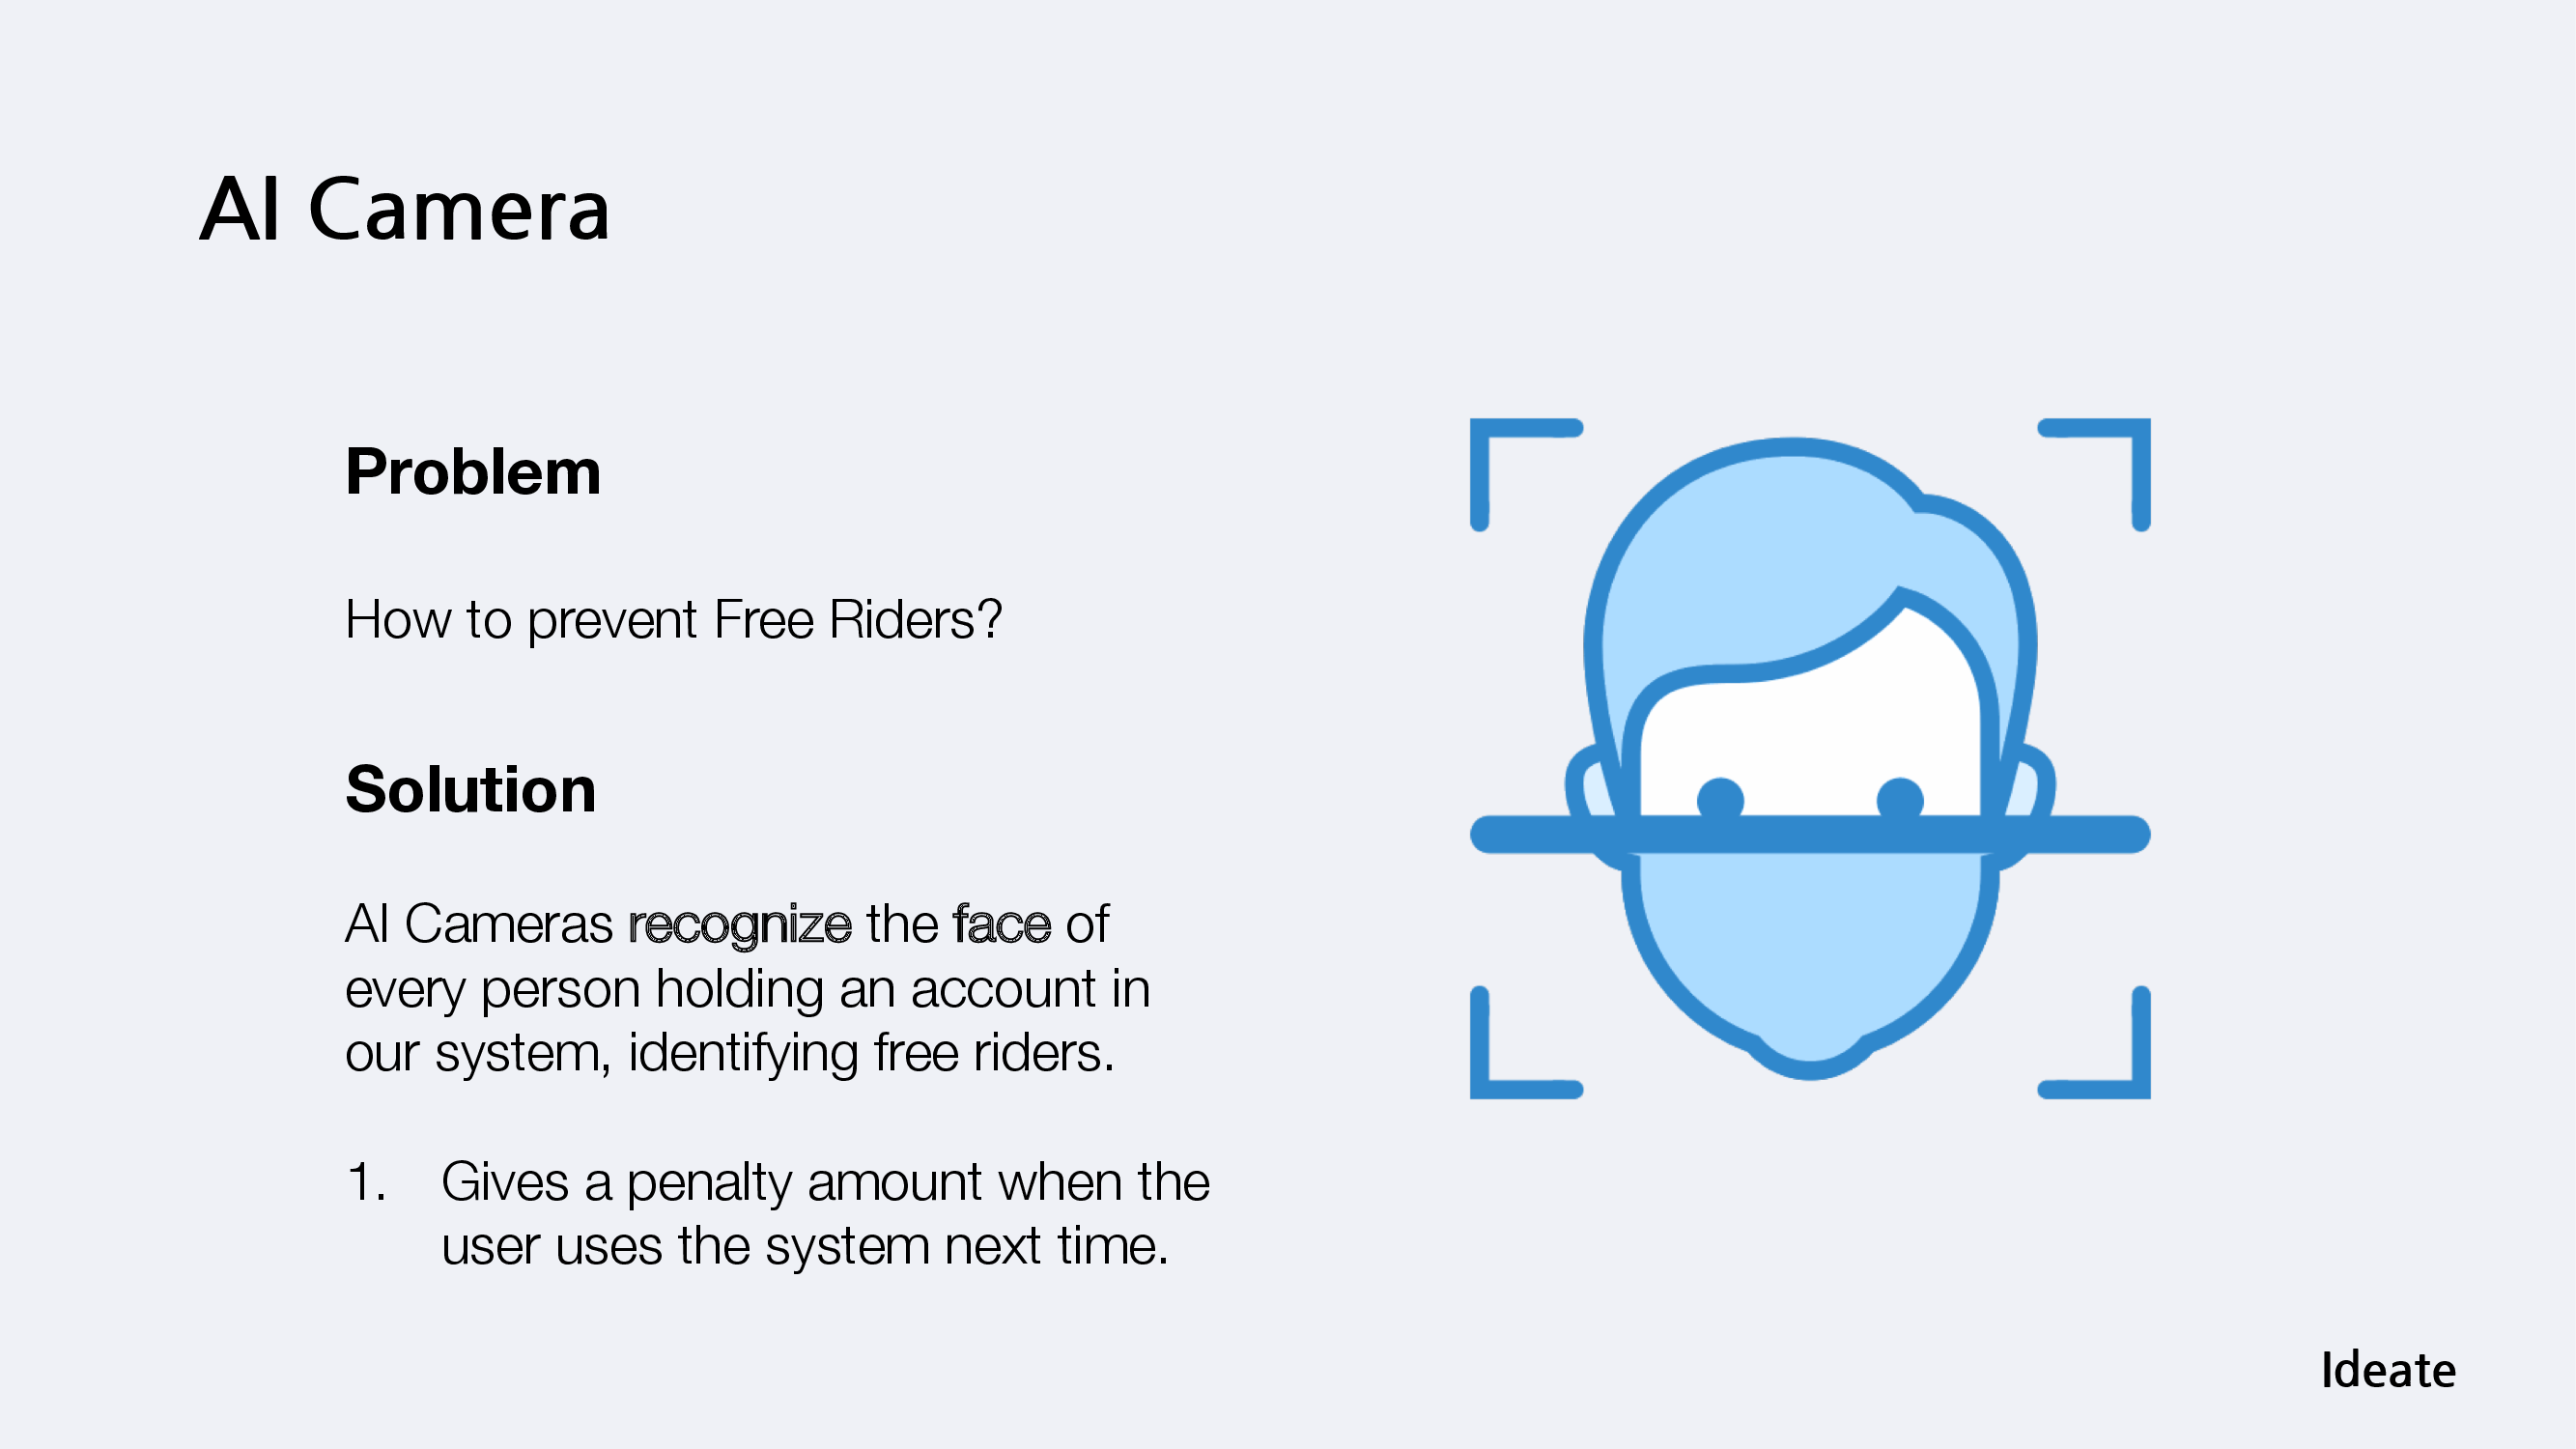 AI Camera
Problem
How to prevent Free Riders?
Solution
AI Cameras recognize the face of
every person holding an account in
our system, identifying free riders.
1. Gives a penalty amount when the
user uses the system next time.
Ideate